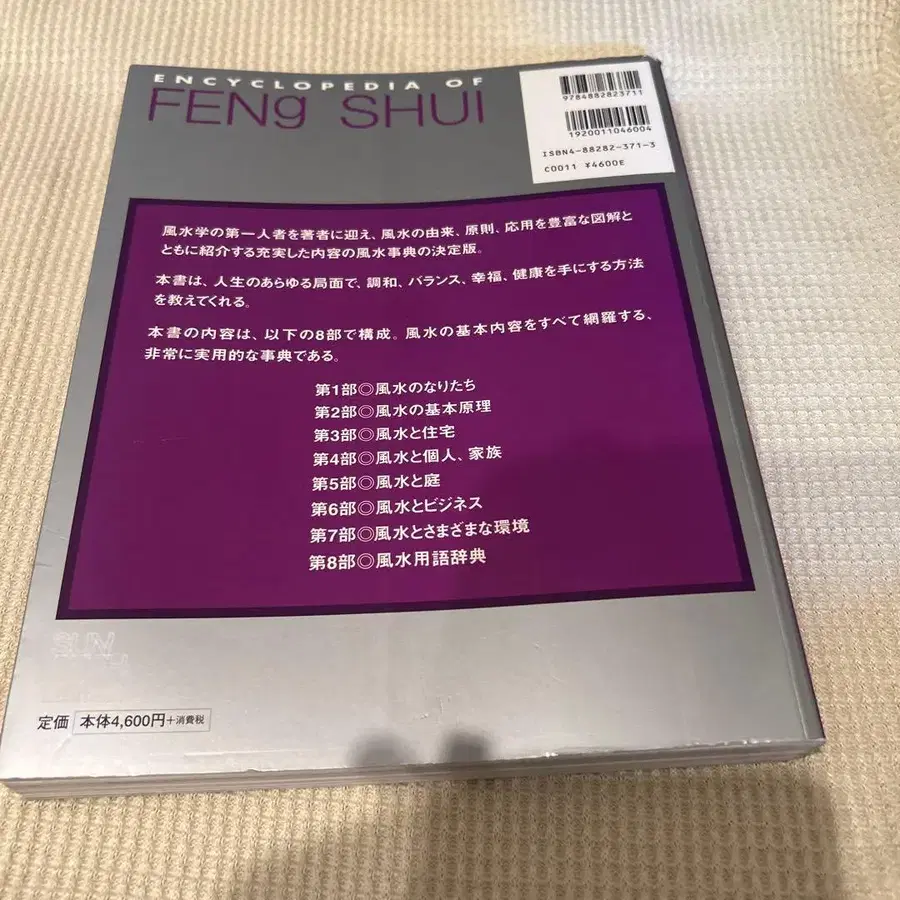 ENCYCLOPEDIA OF
FENg SHUI
9784882823711
1920011046004
ISBN4-88282-371-3
C0011 ¥4600E
風水学の第一人者を著者に迎え、風水の由来、原則、応用を豊富な図解と
ともに紹介する充実した内容の風水事典の決定版。
本書は、人生のあらゆる局面で、調和、バランス、幸福、健康を手にする方法
を教えてくれる。
本書の内容は、以下の8部で構成。風水の基本内容をすべて網羅する、
非常に実用的な事典である。
第1部◎風水のなりたち
第2部◎風水の基本原理
第3部◎風水と住宅
第4部◎風水と個人、家族
第5部◎風水と庭
第6部◎風水とビジネス
第7部◎風水とさまざまな環境
第8部◎風水用語辞典
定価 本体4,600円+消費税